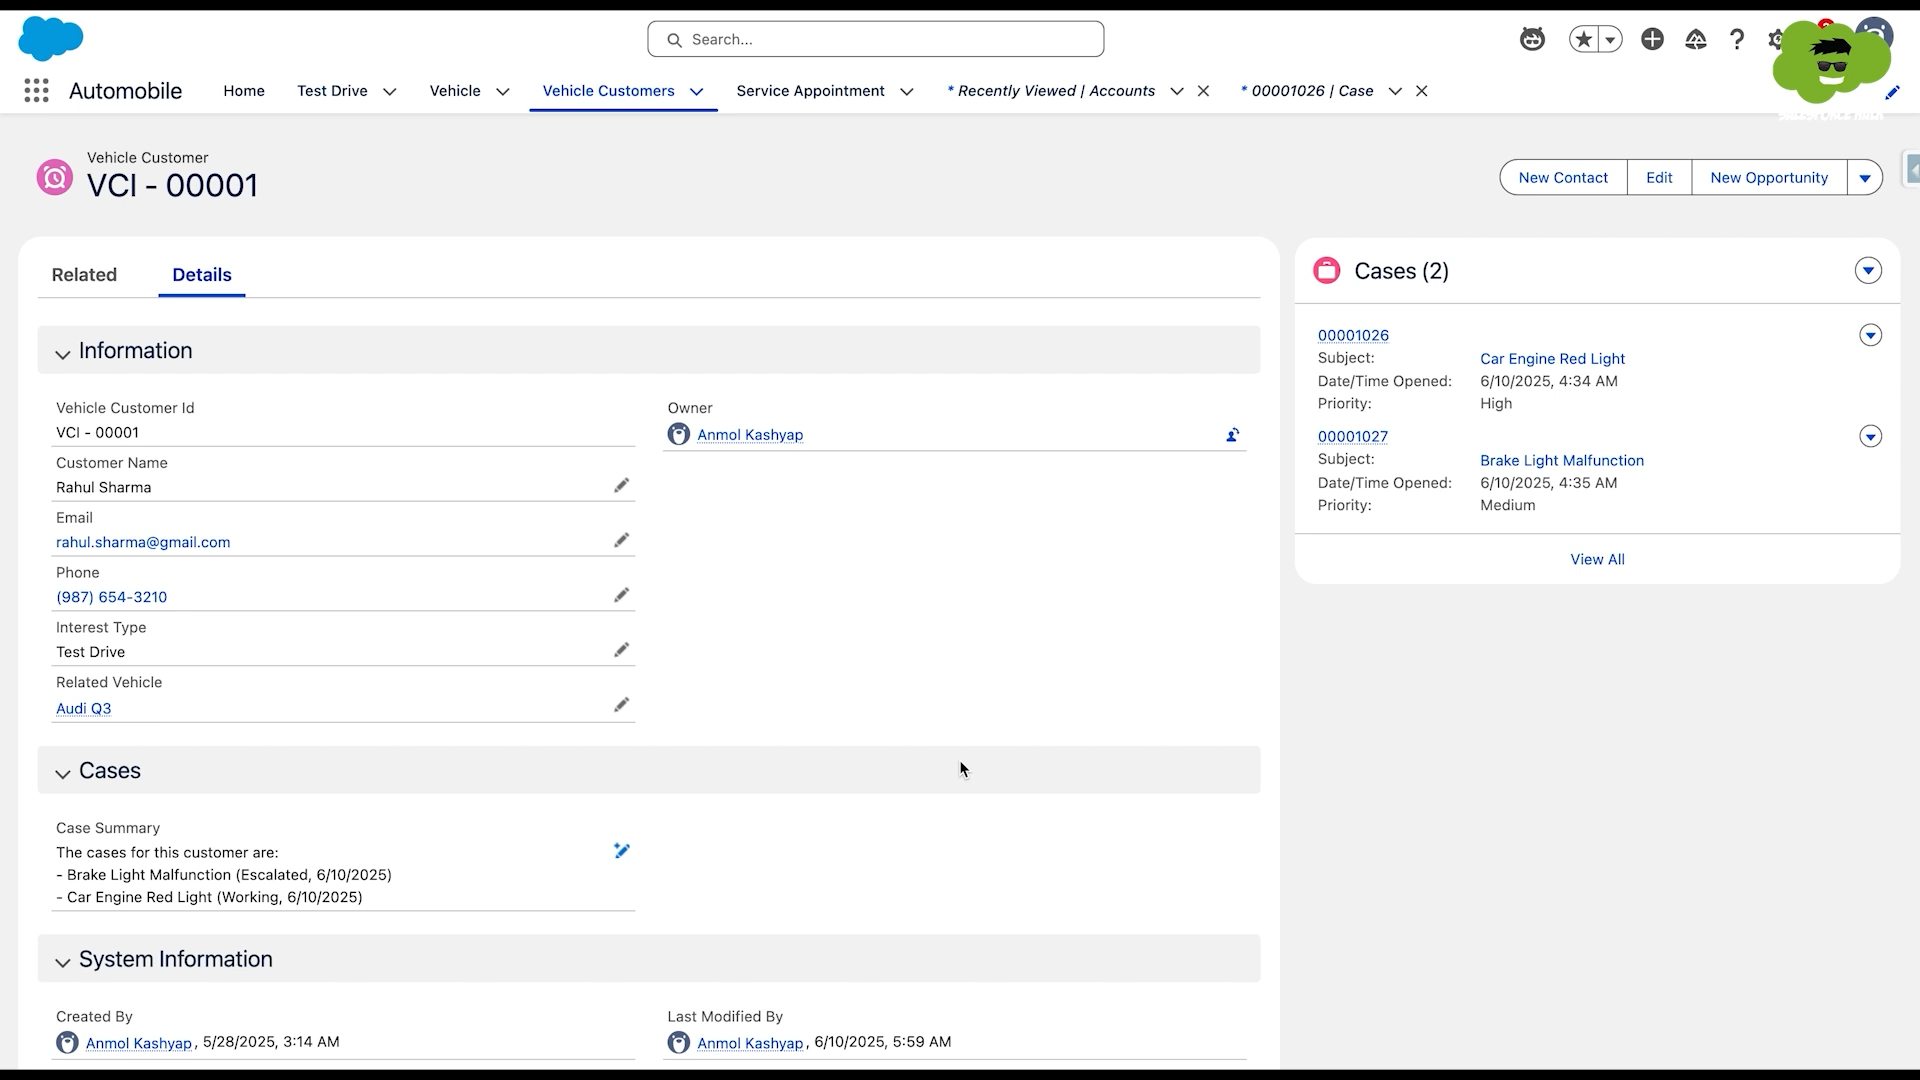 Search...
Automobile
Home
Test Drive
Vehicle
Vehicle Customers
Service Appointment
* Recently Viewed | Accounts
* 00001026 | Case
Vehicle Customer
VCI - 00001
New Contact
Edit
New Opportunity
Related
Details
Information
Vehicle Customer Id
VCI - 00001
Owner
Anmol Kashyap
Customer Name
Rahul Sharma
Email
rahul.sharma@gmail.com
Phone
(987) 654-3210
Interest Type
Test Drive
Related Vehicle
Audi Q3
Cases
Case Summary
The cases for this customer are:
- Brake Light Malfunction (Escalated, 6/10/2025)
- Car Engine Red Light (Working, 6/10/2025)
System Information
Created By
Anmol Kashyap, 5/28/2025, 3:14 AM
Last Modified By
Anmol Kashyap, 6/10/2025, 5:59 AM
Cases (2)
00001026
Subject: Car Engine Red Light
Date/Time Opened: 6/10/2025, 4:34 AM
Priority: High
00001027
Subject: Brake Light Malfunction
Date/Time Opened: 6/10/2025, 4:35 AM
Priority: Medium
View All